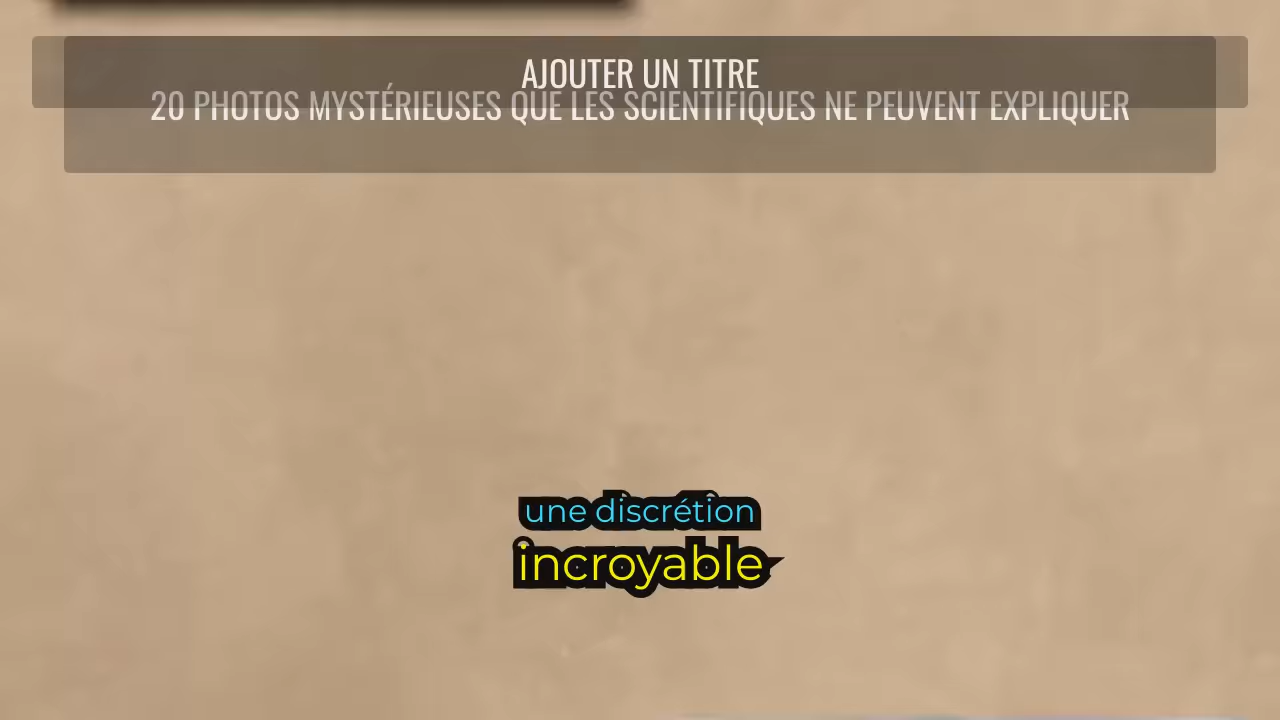 AJOUTER UN TITRE
20 PHOTOS MYSTÉRIEUSES QUE LES SCIENTIFIQUES NE PEUVENT EXPLIQUER
une discrétion
incroyable